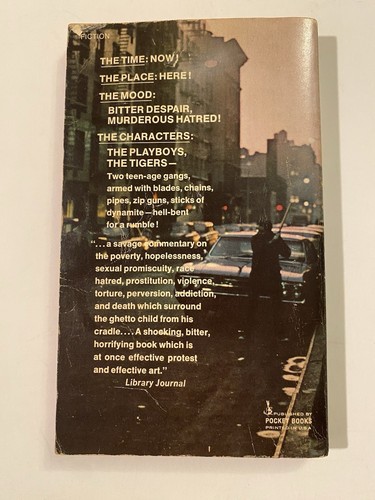 FICTION
THE TIME: NOW!
THE PLACE: HERE!
THE MOOD:
BITTER DESPAIR,
MURDEROUS HATRED!
THE CHARACTERS:
THE PLAYBOYS,
THE TIGERS—
Two teen-age gangs,
armed with blades, chains,
pipes, zip guns, sticks of
dynamite—hell-bent
for a rumble!
“...a savage commentary on
the poverty, hopelessness,
sexual promiscuity, race
hatred, prostitution, violence,
torture, perversion, addiction,
and death which surround
the ghetto child from his
cradle.... A shocking, bitter,
horrifying book which is
at once effective protest
and effective art.”
Library Journal
PUBLISHED BY
POCKET BOOKS
PRINTED IN U.S.A.